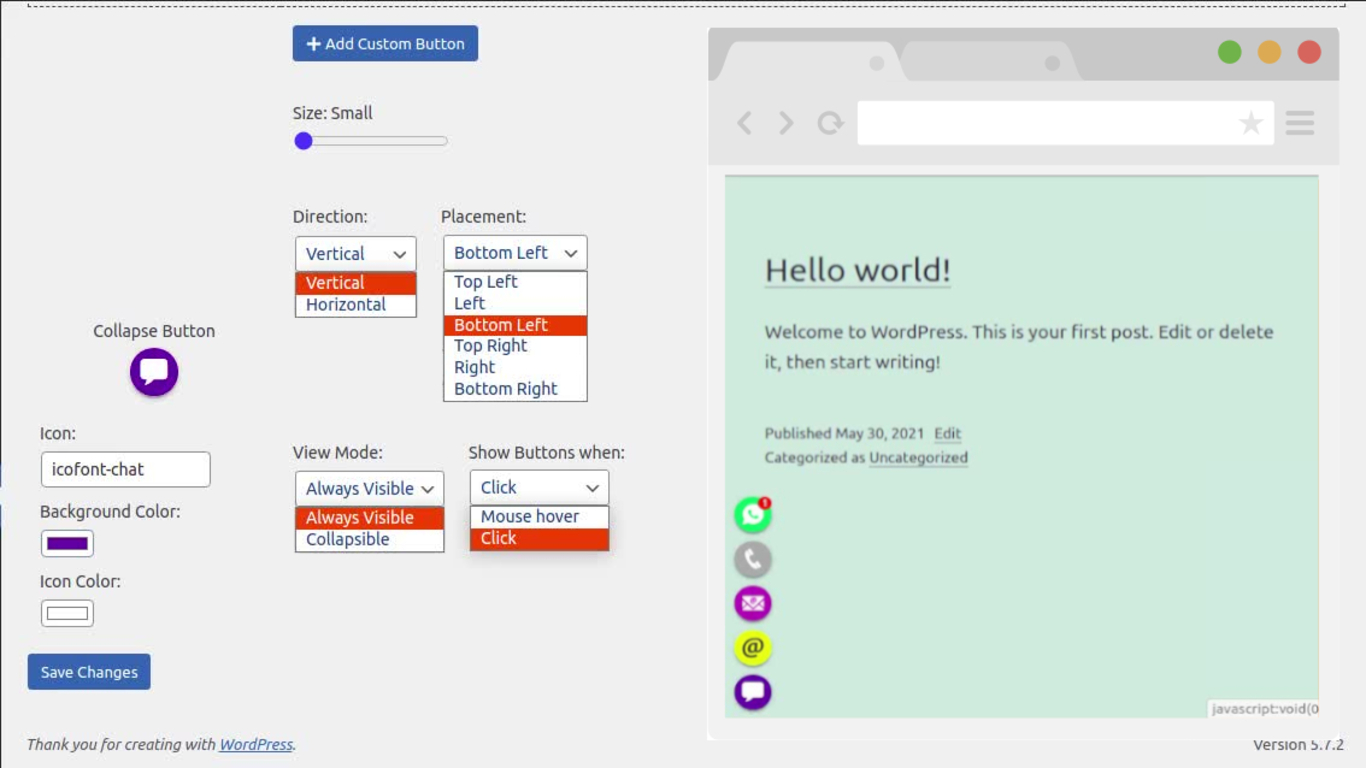 Add Custom Button
Size: Small
Direction: Placement:
Vertical Bottom Left
Vertical
Horizontal
Top Left
Left
Bottom Left
Top Right
Right
Bottom Right
Collapse Button
Icon:
icofont-chat
Background Color:
Icon Color:
View Mode: Show Buttons when:
Always Visible Click
Always Visible
Collapsible
Mouse hover
Click
Save Changes
Thank you for creating with WordPress.
Hello world!
Welcome to WordPress. This is your first post. Edit or delete
it, then start writing!
Published May 30, 2021 Edit
Categorized as Uncategorized
1
@
javascript:void(0
Version 5.7.2